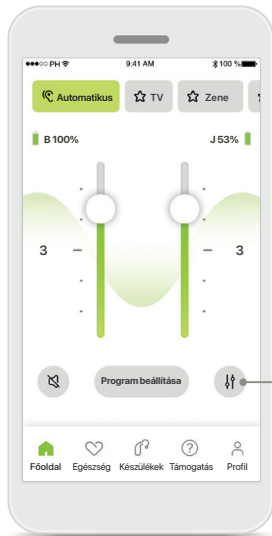 PH 9:41 AM 100 %
Automatikus TV Zene
B 100% J 53%
3 3
Program beállítása
Főoldal Egészség Készülékek Támogatás Profil